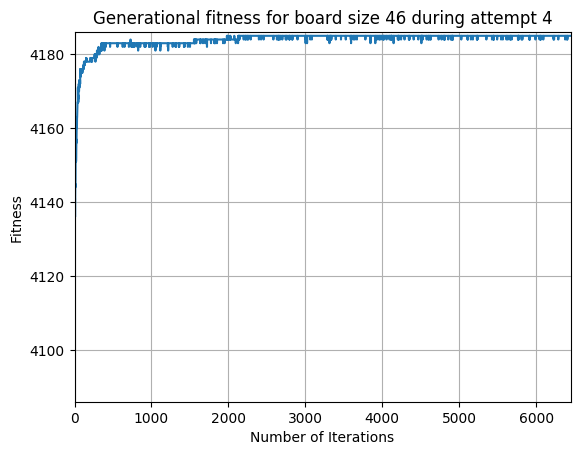 Generational fitness for board size 46 during attempt 4
4180
4160
4140
4120
4100
Fitness
0 1000 2000 3000 4000 5000 6000
Number of Iterations